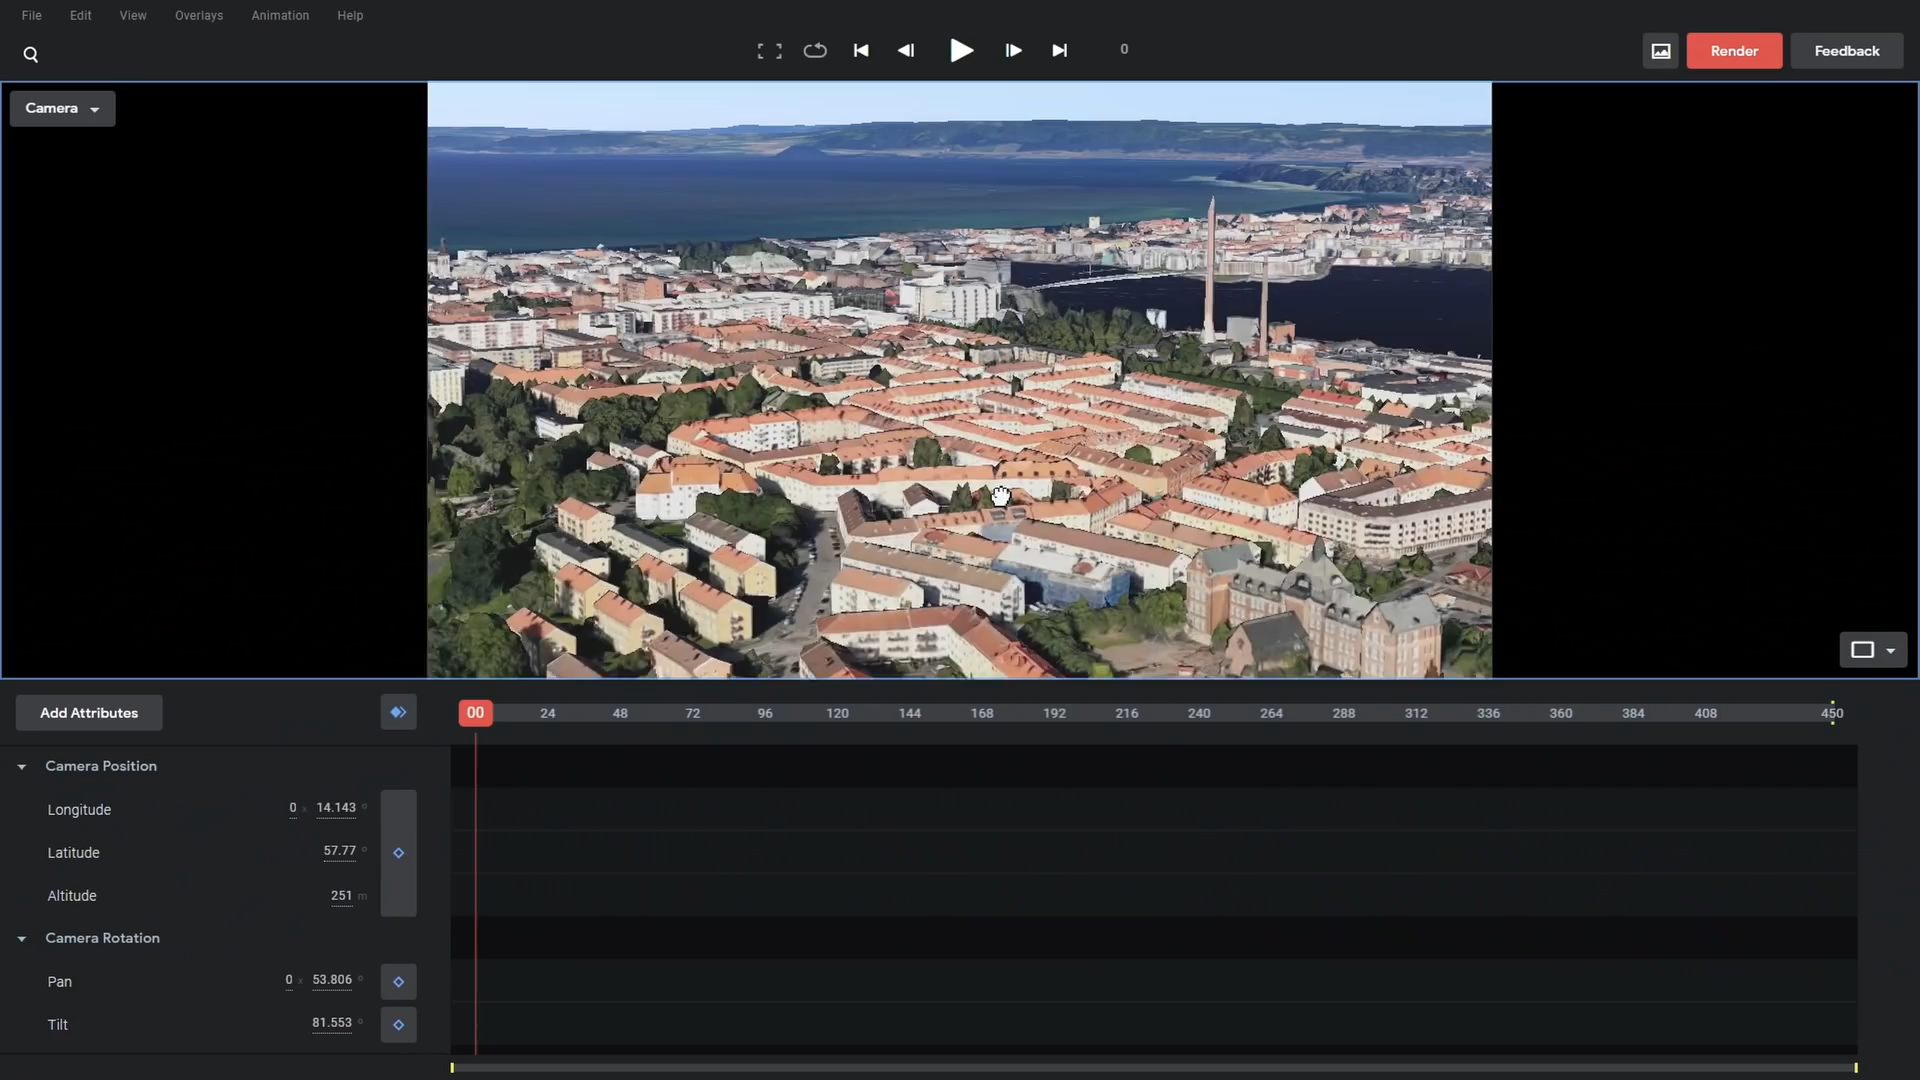 File Edit View Overlays Animation Help
0 Render Feedback
Camera
Add Attributes 00 24 48 72 96 120 144 168 192 216 240 264 288 312 336 360 384 408 450
Camera Position
Longitude 0 x 14.143 °
Latitude 57.77 °
Altitude 251 m
Camera Rotation
Pan 0 x 53.806 °
Tilt 81.553 °